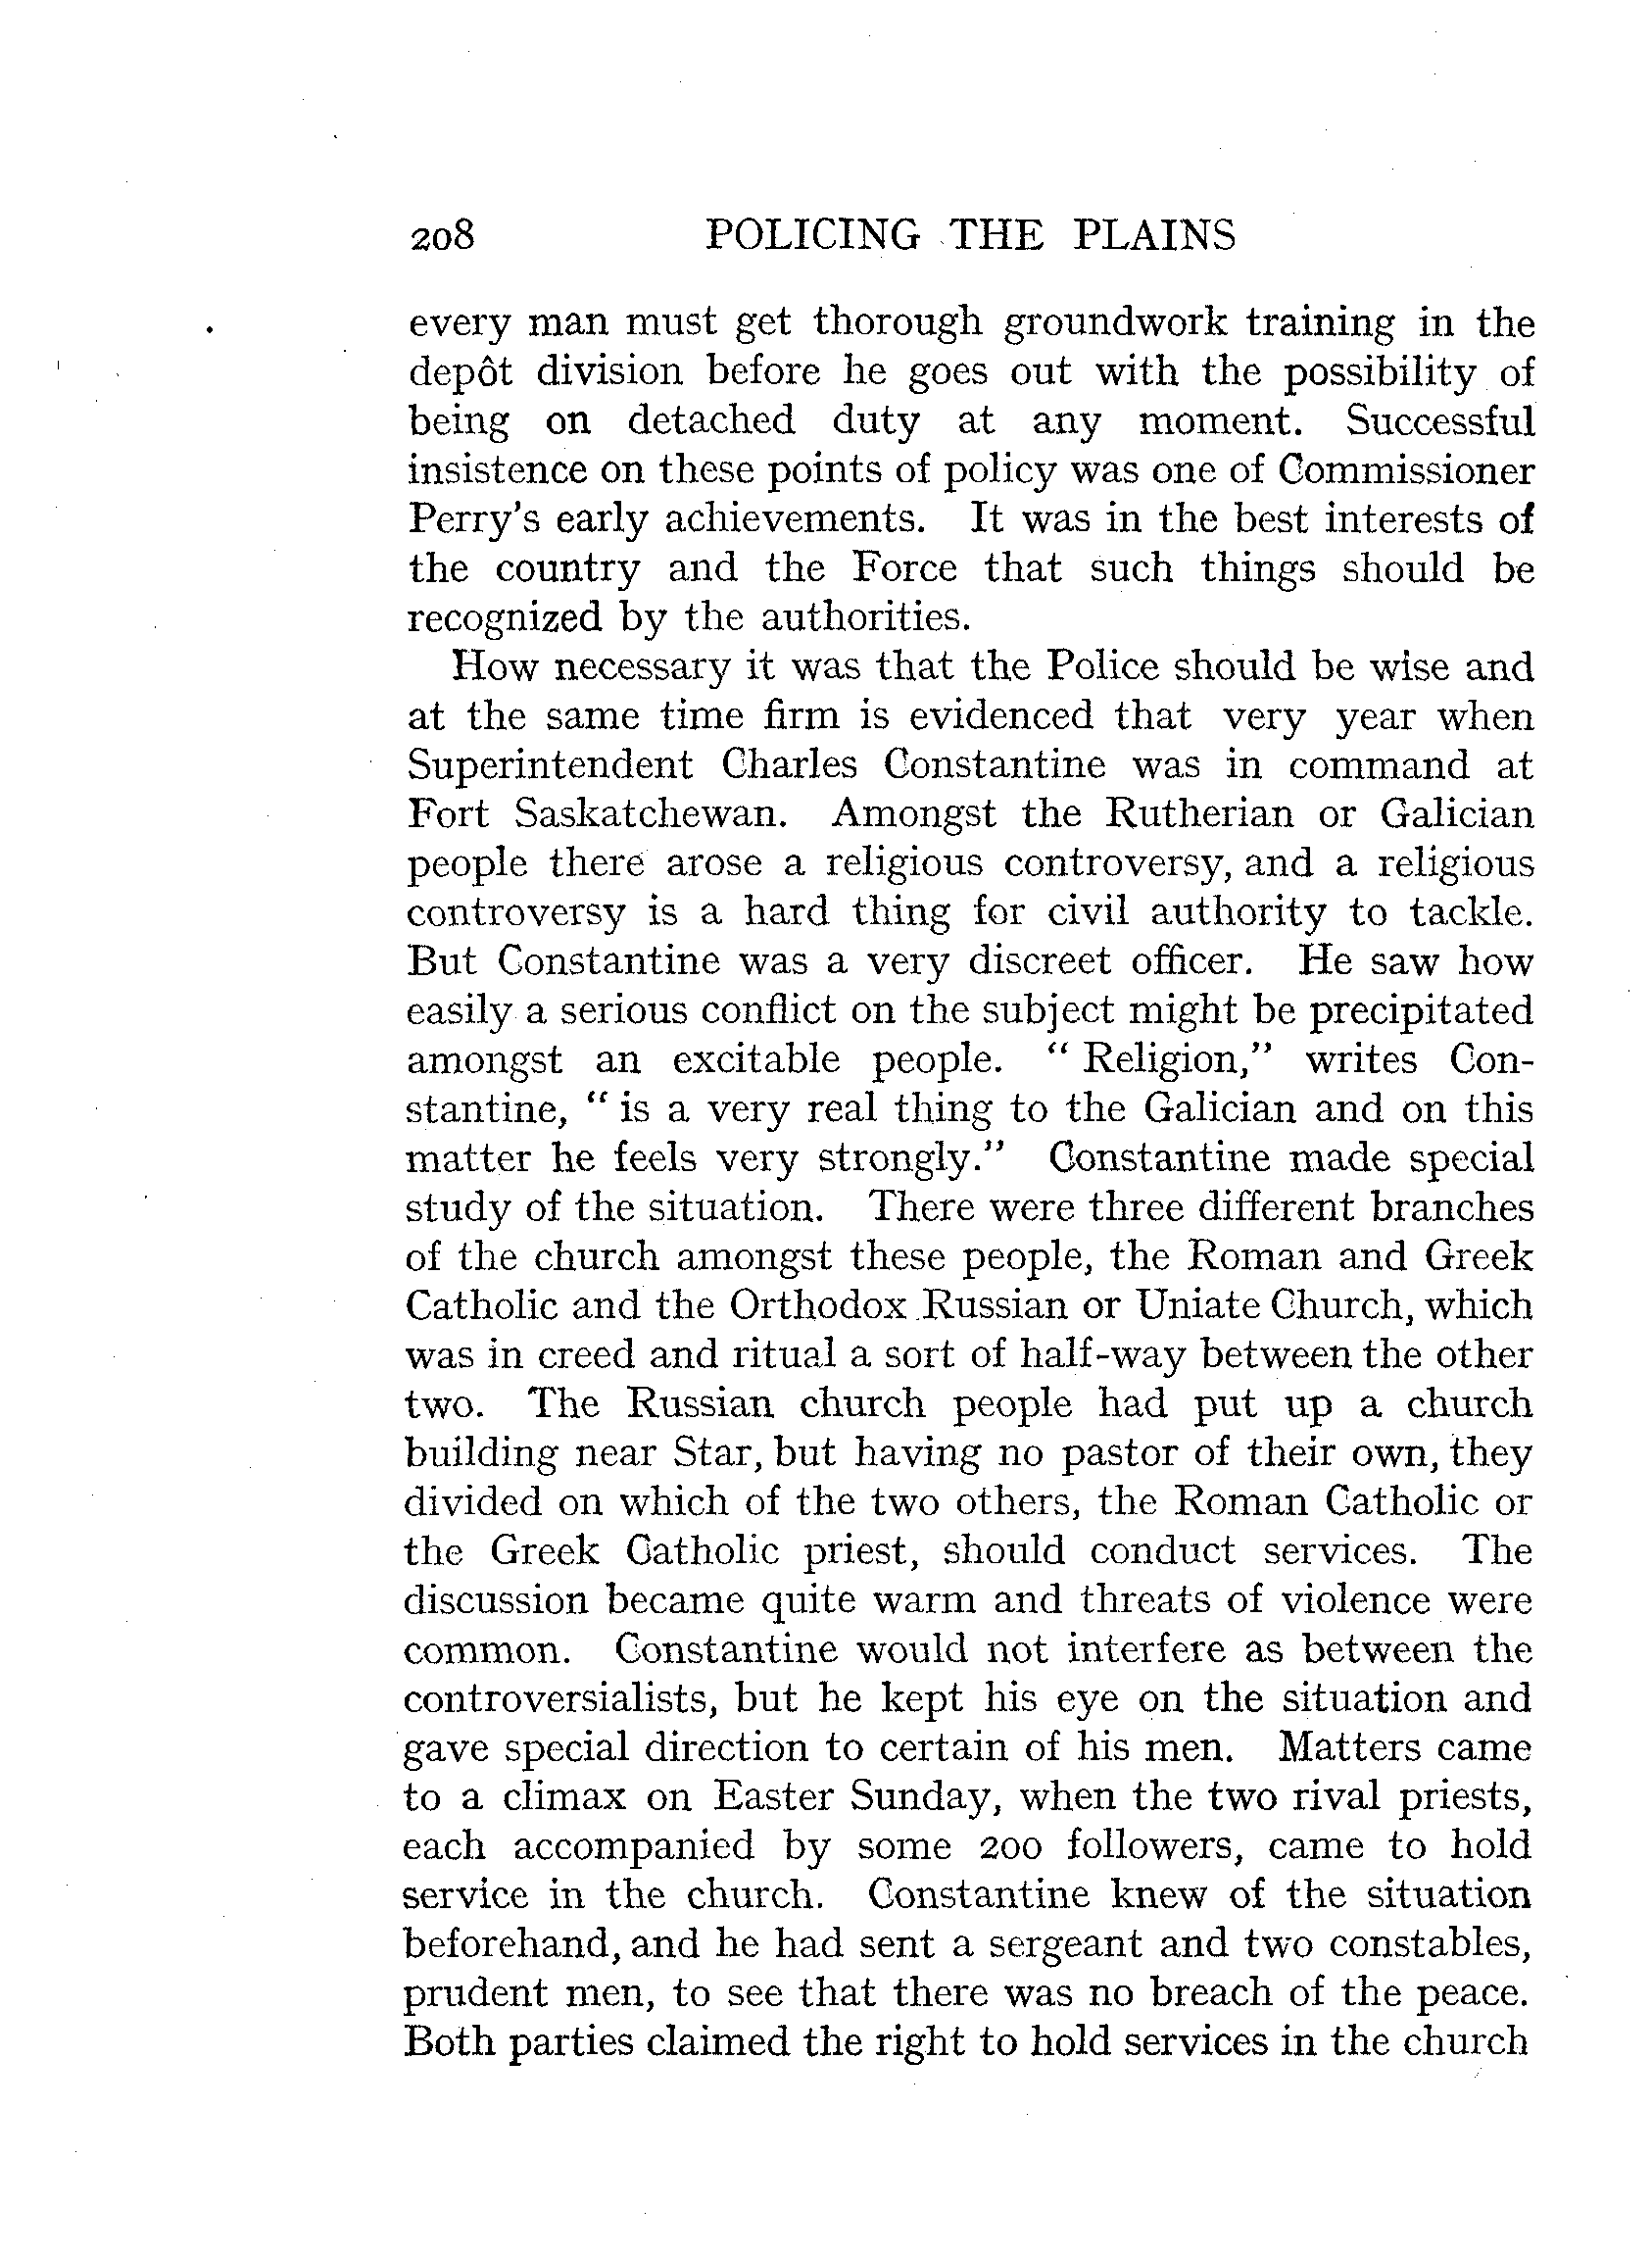 208 POLICING THE PLAINS
every man must get thorough groundwork training in the
depôt division before he goes out with the possibility of
being on detached duty at any moment. Successful
insistence on these points of policy was one of Commissioner
Perry's early achievements. It was in the best interests of
the country and the Force that such things should be
recognized by the authorities.
How necessary it was that the Police should be wise and
at the same time firm is evidenced that very year when
Superintendent Charles Constantine was in command at
Fort Saskatchewan. Amongst the Rutherian or Galician
people there arose a religious controversy, and a religious
controversy is a hard thing for civil authority to tackle.
But Constantine was a very discreet officer. He saw how
easily a serious conflict on the subject might be precipitated
amongst an excitable people. " Religion," writes Con-
stantine, " is a very real thing to the Galician and on this
matter he feels very strongly." Constantine made special
study of the situation. There were three different branches
of the church amongst these people, the Roman and Greek
Catholic and the Orthodox Russian or Uniate Church, which
was in creed and ritual a sort of half-way between the other
two. The Russian church people had put up a church
building near Star, but having no pastor of their own, they
divided on which of the two others, the Roman Catholic or
the Greek Catholic priest, should conduct services. The
discussion became quite warm and threats of violence were
common. Constantine would not interfere as between the
controversialists, but he kept his eye on the situation and
gave special direction to certain of his men. Matters came
to a climax on Easter Sunday, when the two rival priests,
each accompanied by some 200 followers, came to hold
service in the church. Constantine knew of the situation
beforehand, and he had sent a sergeant and two constables,
prudent men, to see that there was no breach of the peace.
Both parties claimed the right to hold services in the church